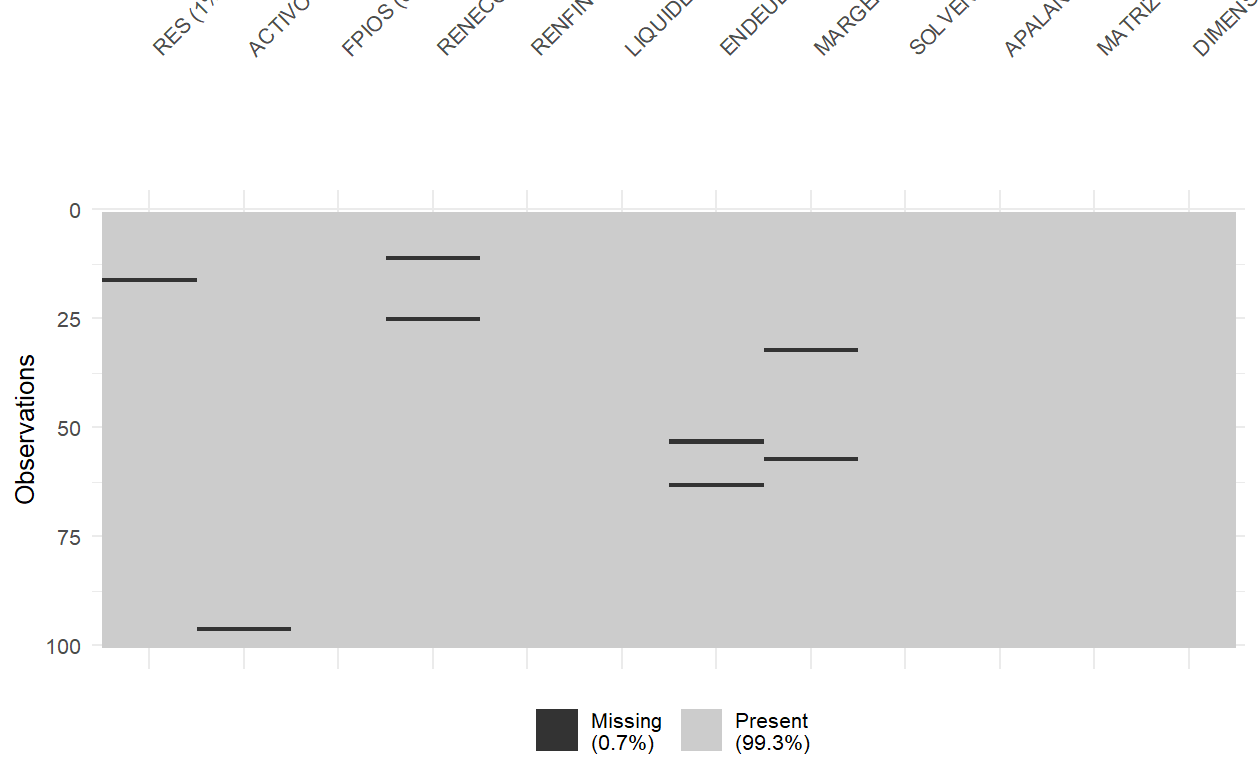 RES (1%
ACTIVO
FPIOS (
RENECO
RENFIN
LIQUIDE
ENDEUD
MARGE
SOLVEN
APALAN
MATRIZ
DIMENS
0
25
50
75
100
Observations
Missing
(0.7%)
Present
(99.3%)